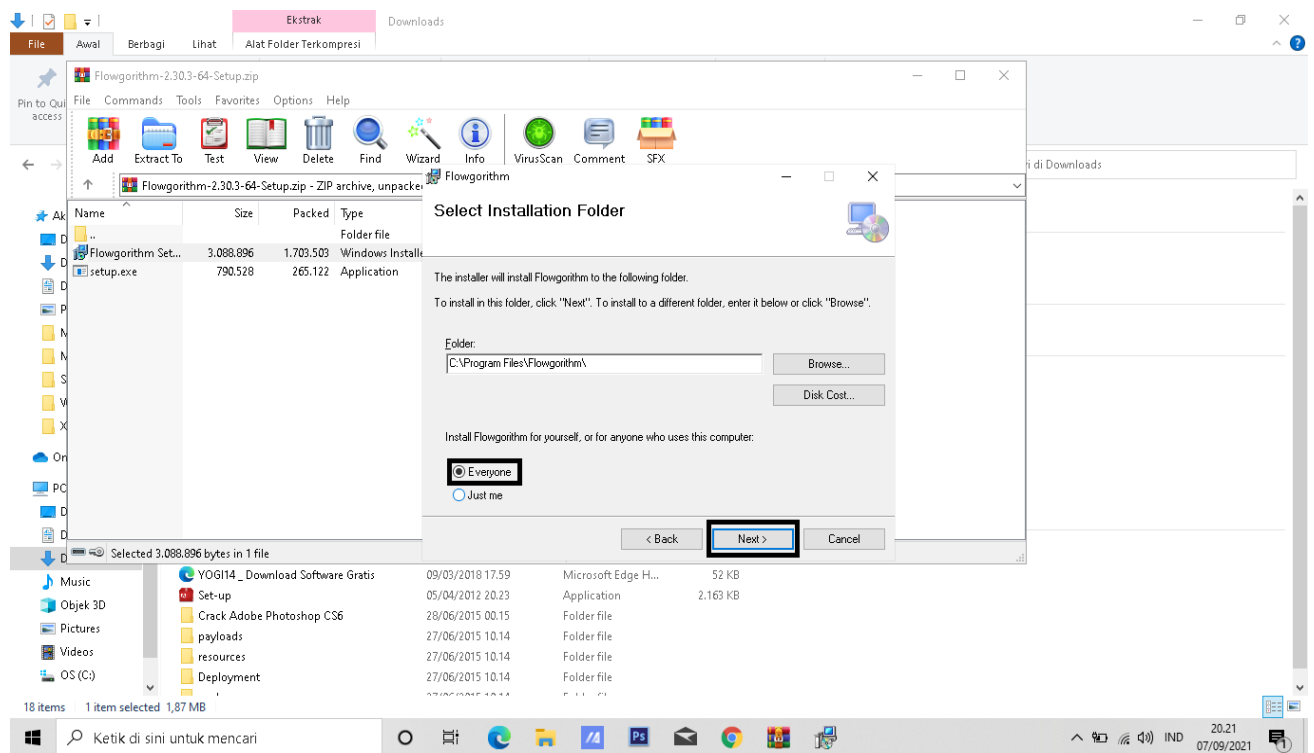 Ekstrak
Downloads
File Awal Berbagi Lihat Alat Folder Terkompresi
Flowgorithm-2.30.3-64-Setup.zip
Pin to Qui
access
File Commands Tools Favorites Options Help
Add Extract To Test View Delete Find Wizard Info VirusScan Comment SFX
di Downloads
Flowgorithm-2.30.3-64-Setup.zip - ZIP archive, unpacke
Name Size Packed Type
..
Folder file
Flowgorithm Set... 3.088.896 1.703.503 Windows Installe
setup.exe 790.528 265.122 Application
Flowgorithm
Select Installation Folder
The installer will install Flowgorithm to the following folder.
To install in this folder, click "Next". To install to a different folder, enter it below or click "Browse".
Folder:
C:\Program Files\Flowgorithm\
Browse...
Disk Cost...
Install Flowgorithm for yourself, or for anyone who uses this computer:
Everyone
Just me
< Back Next > Cancel
Ak
D
D
D
P
M
M
S
X
On
PC
D
D
D
Selected 3.088.896 bytes in 1 file
Music
Objek 3D
Pictures
Videos
OS (C:)
YOGI14 _ Download Software Gratis 09/03/2018 17.59 Microsoft Edge H... 52 KB
Set-up 05/04/2012 20.23 Application 2.163 KB
Crack Adobe Photoshop CS6 28/06/2015 00.15 Folder file
payloads 27/06/2015 10.14 Folder file
resources 27/06/2015 10.14 Folder file
Deployment 27/06/2015 10.14 Folder file
18 items 1 item selected 1,87 MB
Ketik di sini untuk mencari
Ps
IND
20.21
07/09/2021
1